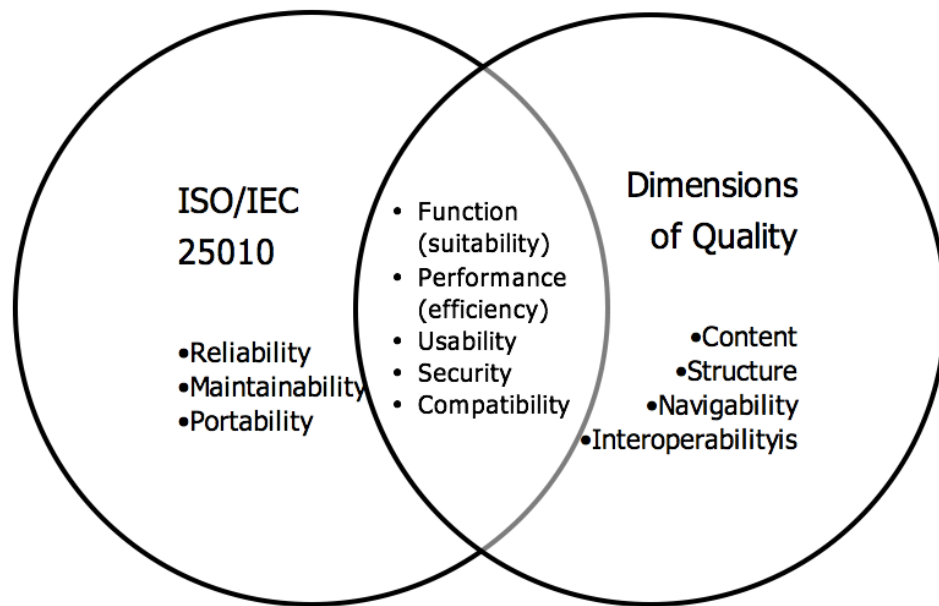 ISO/IEC
25010
•Reliability
•Maintainability
•Portability
• Function
(suitability)
• Performance
(efficiency)
• Usability
• Security
• Compatibility
Dimensions
of Quality
•Content
•Structure
•Navigability
•Interoperabilityis